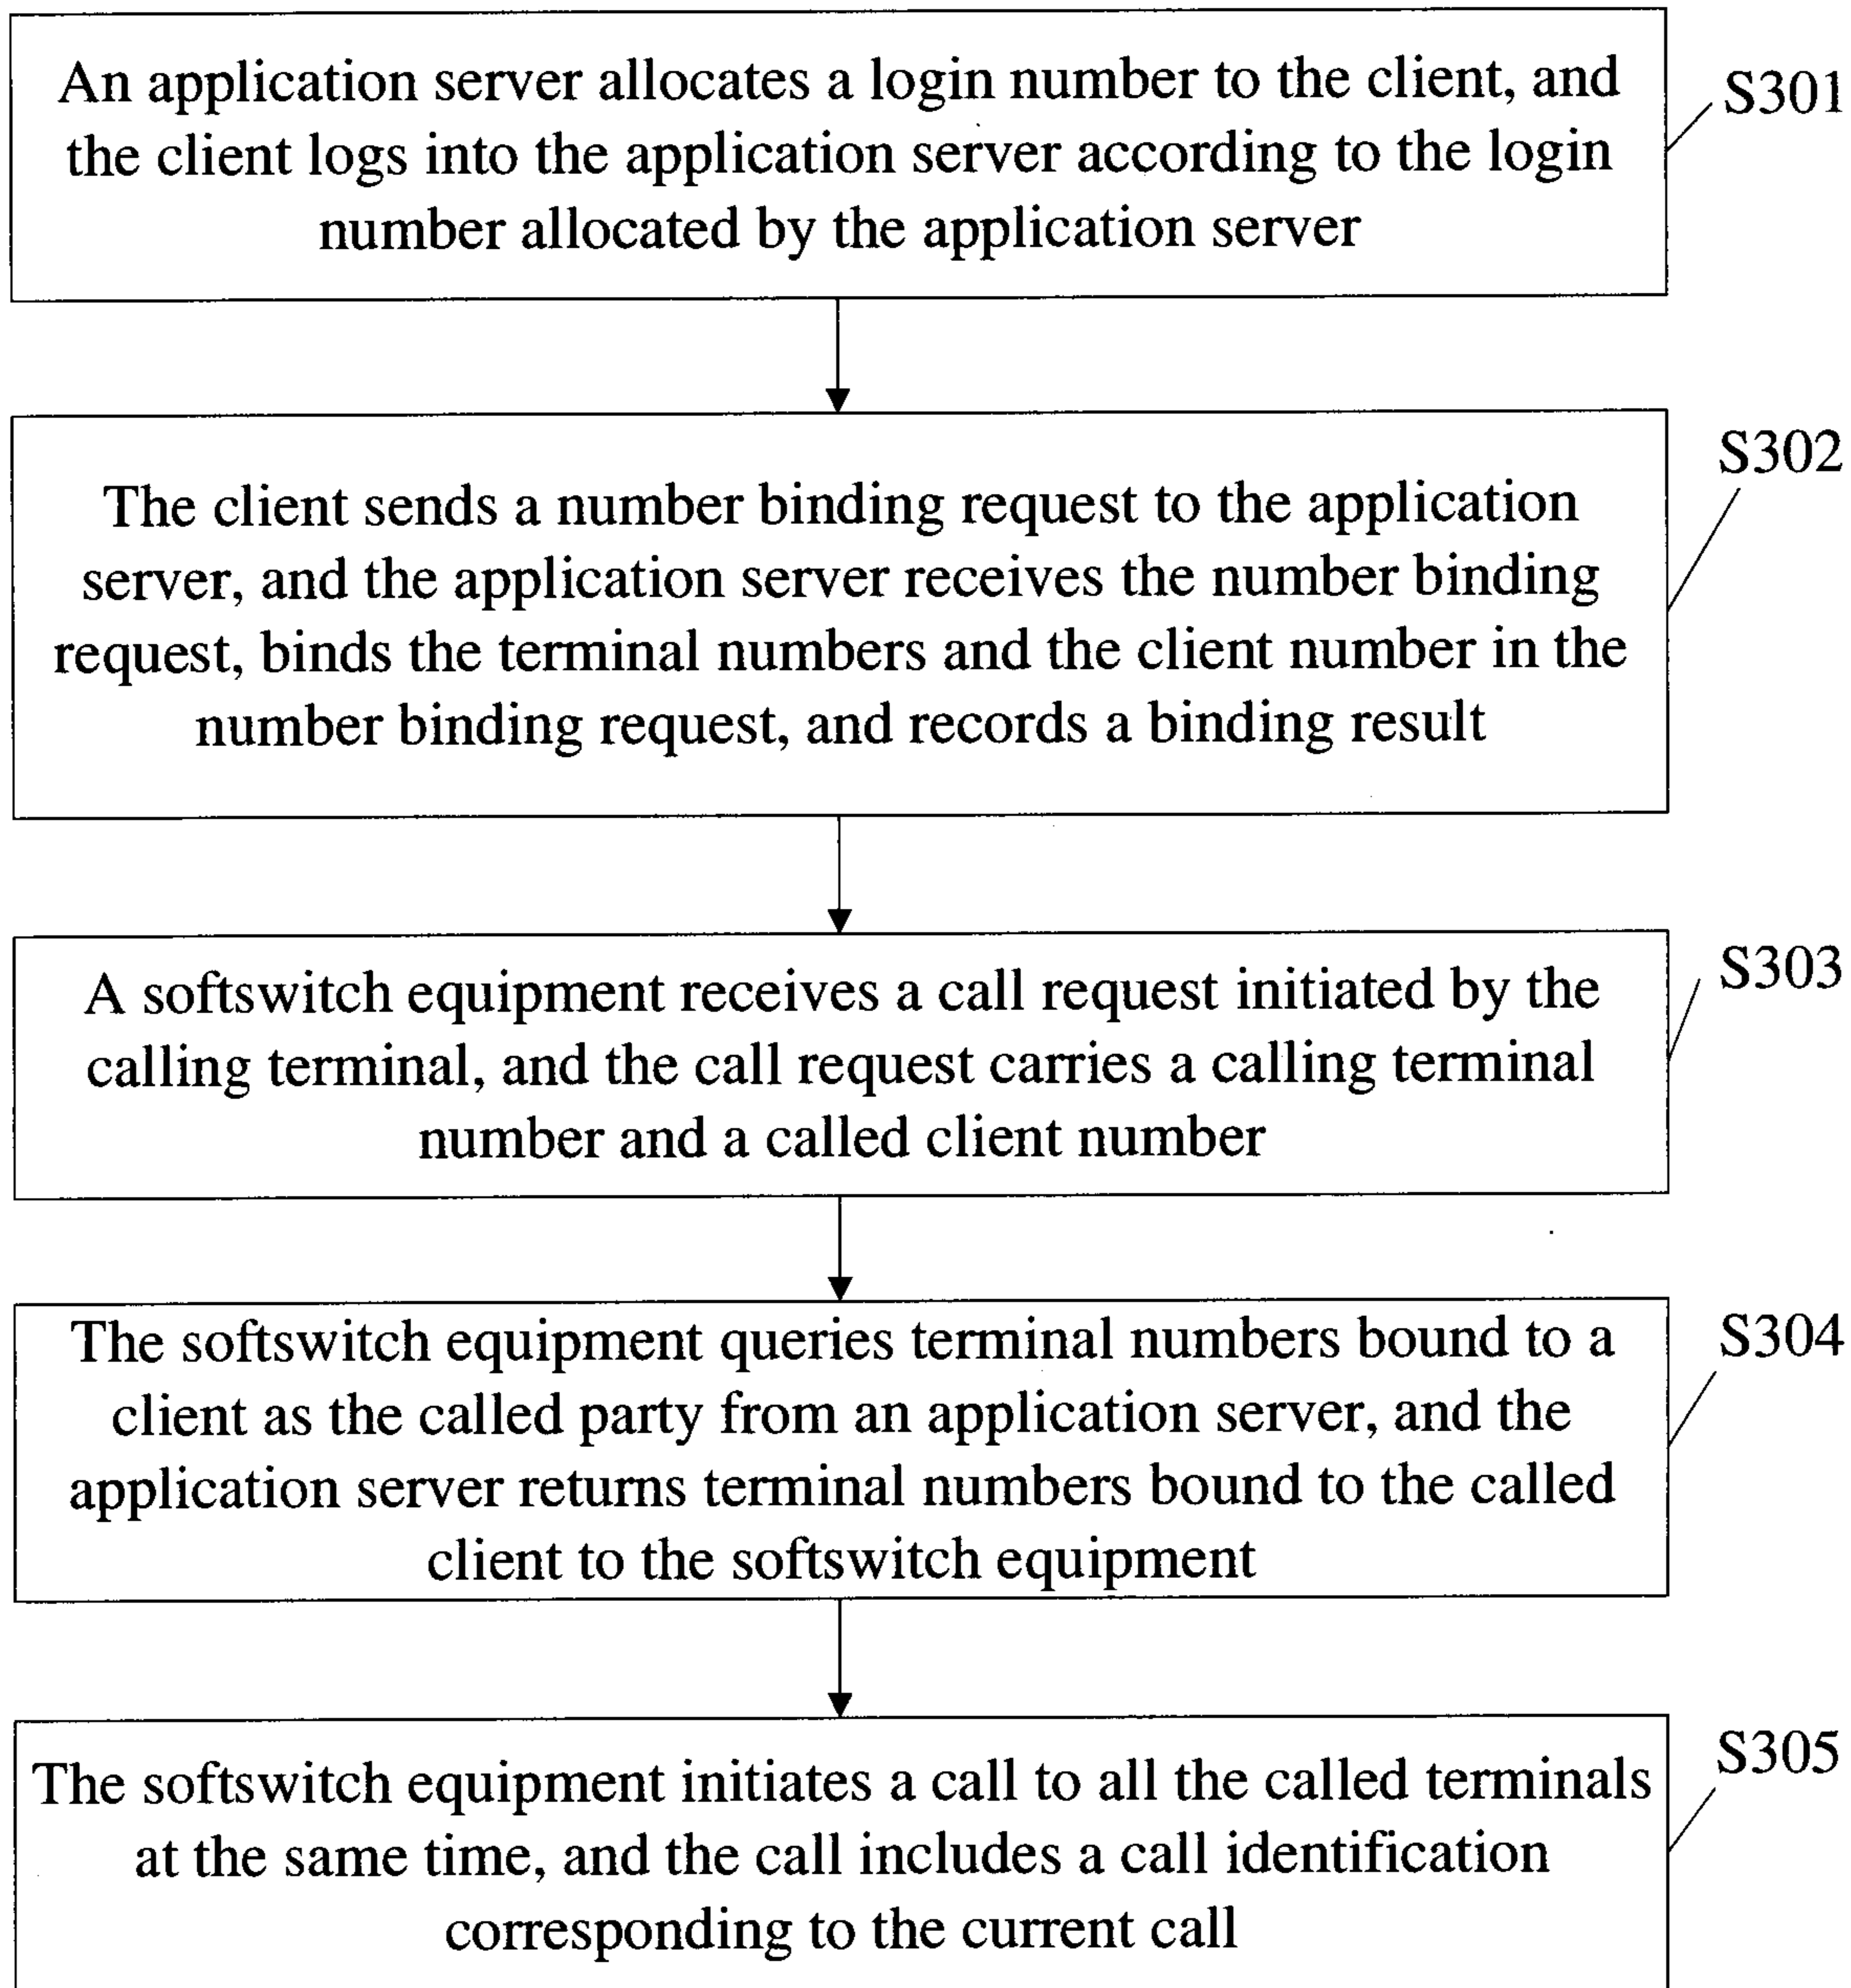 An application server allocates a login number to the client, and
the client logs into the application server according to the login
number allocated by the application server
S301
The client sends a number binding request to the application
server, and the application server receives the number binding
request, binds the terminal numbers and the client number in the
number binding request, and records a binding result
S302
A softswitch equipment receives a call request initiated by the
calling terminal, and the call request carries a calling terminal
number and a called client number
S303
The softswitch equipment queries terminal numbers bound to a
client as the called party from an application server, and the
application server returns terminal numbers bound to the called
client to the softswitch equipment
S304
The softswitch equipment initiates a call to all the called terminals
at the same time, and the call includes a call identification
corresponding to the current call
S305